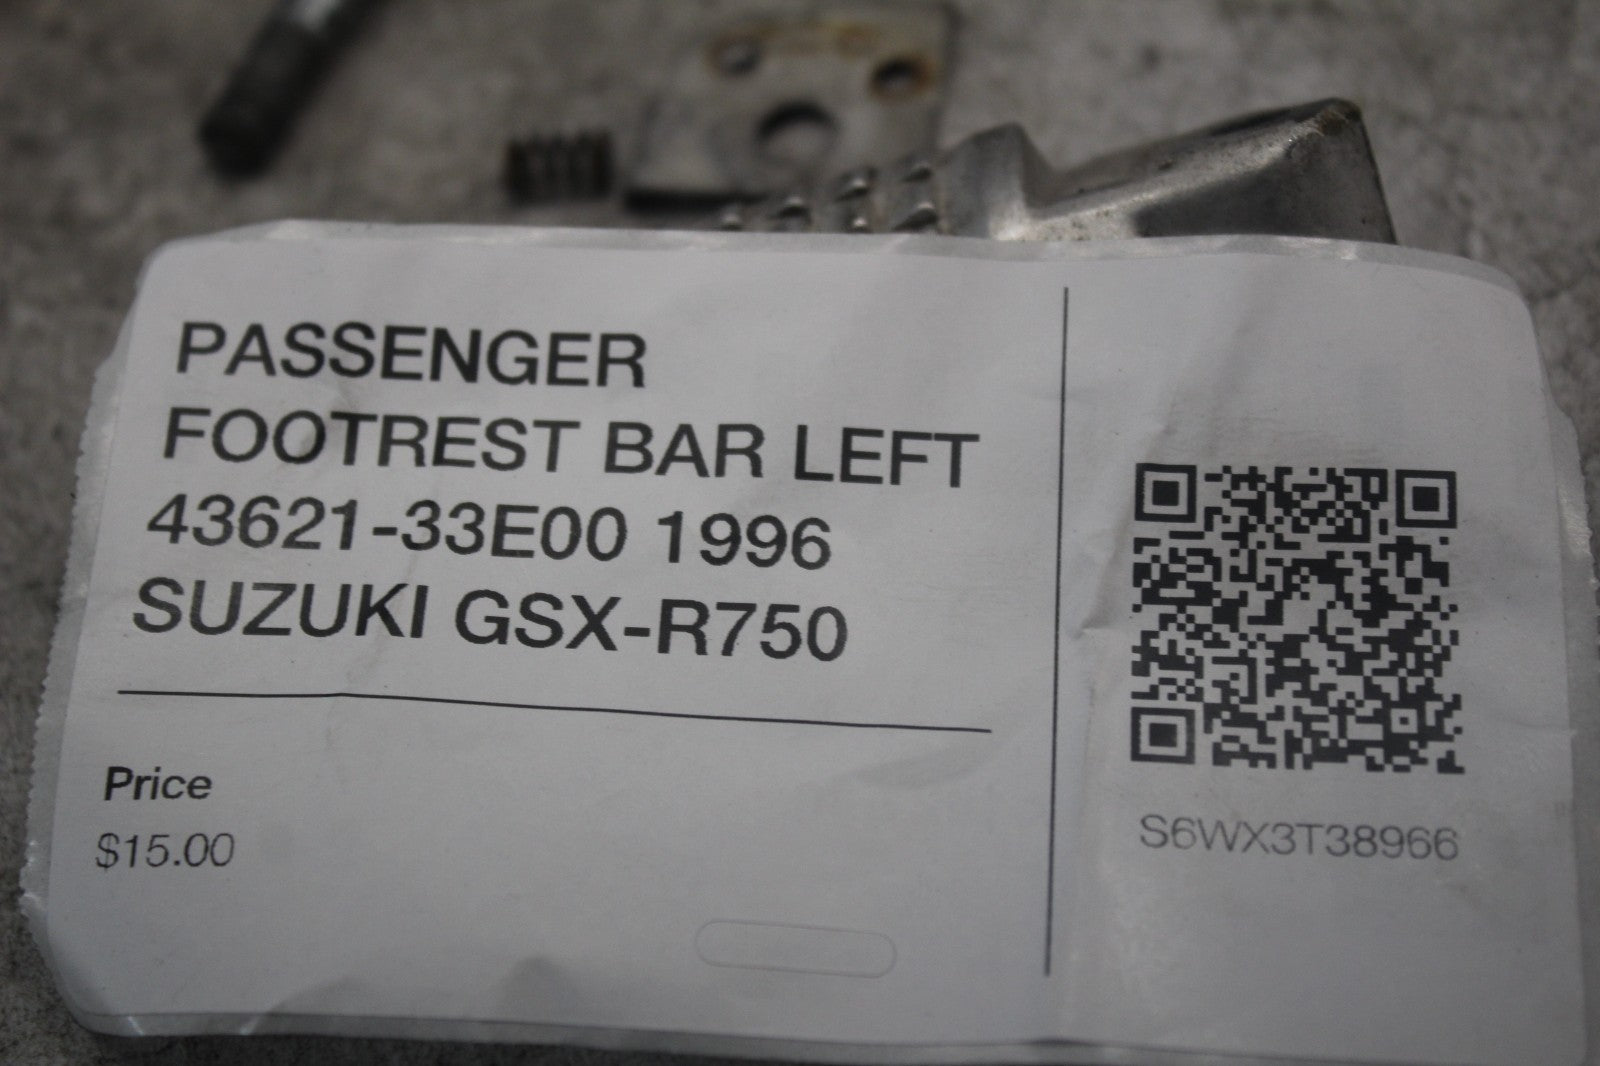 PASSENGER
FOOTREST BAR LEFT
43621-33E00 1996
SUZUKI GSX-R750
Price
$15.00
S6WX3T38966